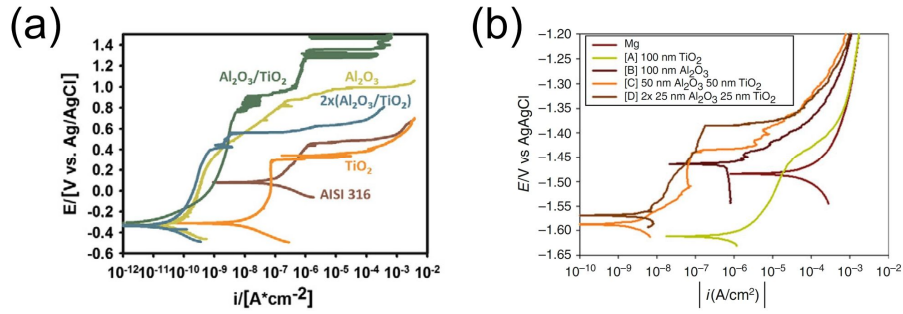 (a)
E/[V vs. Ag/AgCl]
1.4
1.2
1.0
0.8
0.6
0.4
0.2
0.0
-0.2
-0.4
-0.6
Al₂O₃/TiO₂
Al₂O₃
2x(Al₂O₃/TiO₂)
TiO₂
AISI 316
10⁻¹² 10⁻¹¹ 10⁻¹⁰ 10⁻⁹ 10⁻⁸ 10⁻⁷ 10⁻⁶ 10⁻⁵ 10⁻⁴ 10⁻³ 10⁻²
i/[A*cm⁻²]
(b)
E/V vs AgAgCl
−1.20
−1.25
−1.30
−1.35
−1.40
−1.45
−1.50
−1.55
−1.60
−1.65
Mg
[A] 100 nm TiO₂
[B] 100 nm Al₂O₃
[C] 50 nm Al₂O₃ 50 nm TiO₂
[D] 2x 25 nm Al₂O₃ 25 nm TiO₂
10⁻¹⁰ 10⁻⁹ 10⁻⁸ 10⁻⁷ 10⁻⁶ 10⁻⁵ 10⁻⁴ 10⁻³ 10⁻²
|i(A/cm²)|